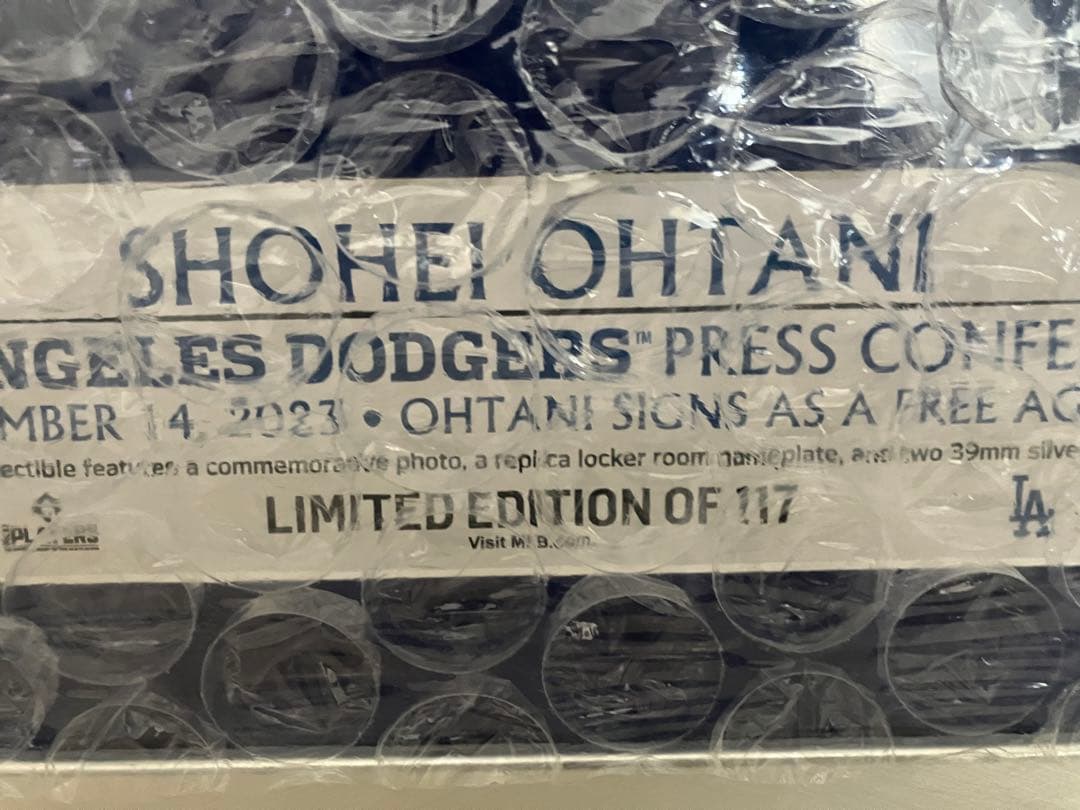 SHOHEI OHTANI
NGELES DODGERS™ PRESS CONFE
MBER 14, 2023 • OHTANI SIGNS AS A FREE AG
ectible features a commemorative photo, a replica locker room nameplate, and two 39mm silve
LIMITED EDITION OF 117
Visit MLB.com.
PLAYERS
LA